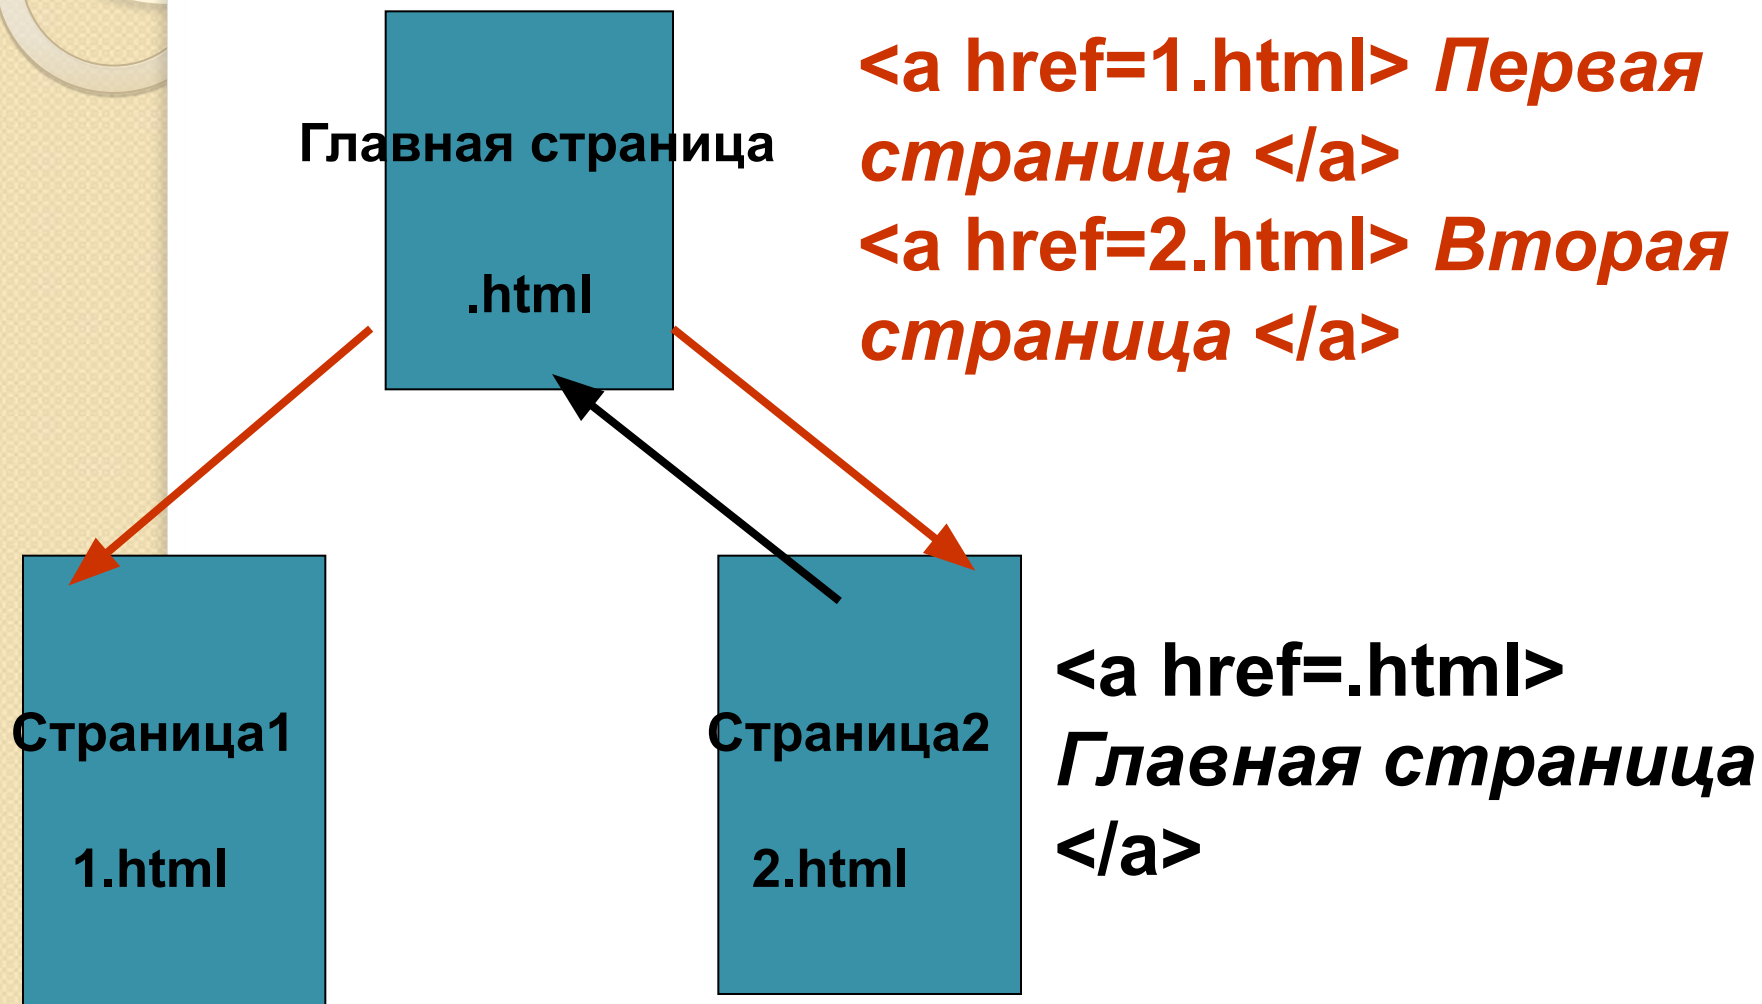 Главная страница
.html
<a href=1.html> Первая
страница </a>
<a href=2.html> Вторая
страница </a>
Страница1
1.html
Страница2
2.html
<a href=.html>
Главная страница
</a>